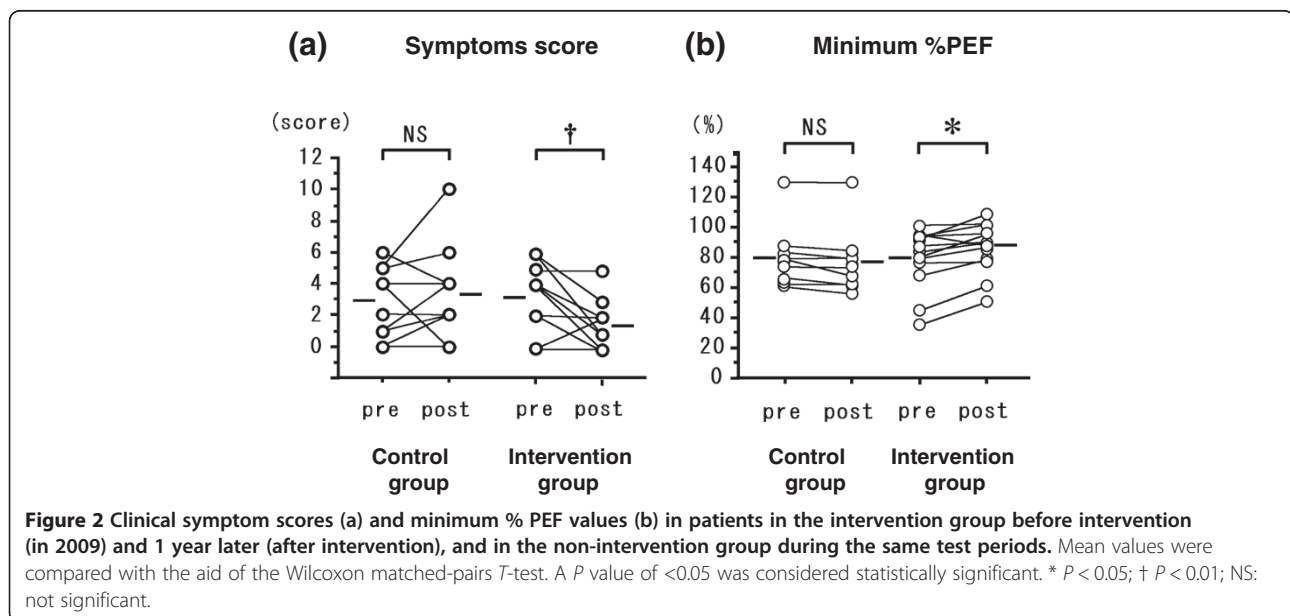 (a) Symptoms score
(b) Minimum %PEF
(score)
NS
†
12
10
8
6
4
2
0
pre post pre post
Control group
Intervention group
(%)
NS
*
140
120
100
80
60
40
20
0
pre post pre post
Control group
Intervention group
Figure 2 Clinical symptom scores (a) and minimum % PEF values (b) in patients in the intervention group before intervention
(in 2009) and 1 year later (after intervention), and in the non-intervention group during the same test periods. Mean values were
compared with the aid of the Wilcoxon matched-pairs T-test. A P value of <0.05 was considered statistically significant. * P < 0.05; † P < 0.01; NS:
not significant.